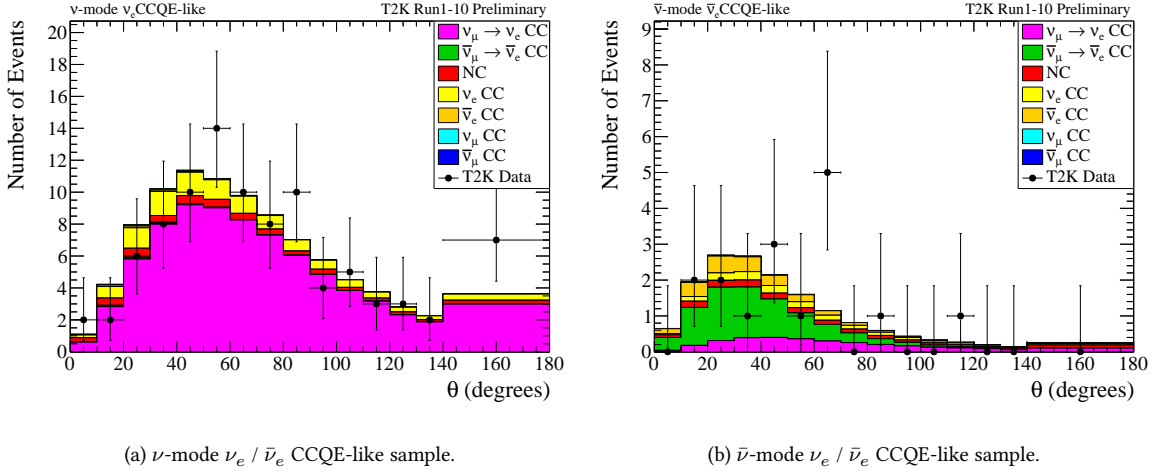 ν-mode ν_eCCQE-like T2K Run1-10 Preliminary
Number of Events
20
18
16
14
12
10
8
6
4
2
0
0 20 40 60 80 100 120 140 160 180
θ (degrees)
ν_μ → ν_e CC
ν̄_μ → ν̄_e CC
NC
ν_e CC
ν̄_e CC
ν_μ CC
ν̄_μ CC
T2K Data
(a) ν-mode ν_e / ν̄_e CCQE-like sample.
ν̄-mode ν̄_eCCQE-like T2K Run1-10 Preliminary
Number of Events
9
8
7
6
5
4
3
2
1
0
0 20 40 60 80 100 120 140 160 180
θ (degrees)
ν_μ → ν_e CC
ν̄_μ → ν̄_e CC
NC
ν_e CC
ν̄_e CC
ν_μ CC
ν̄_μ CC
T2K Data
(b) ν̄-mode ν_e / ν̄_e CCQE-like sample.